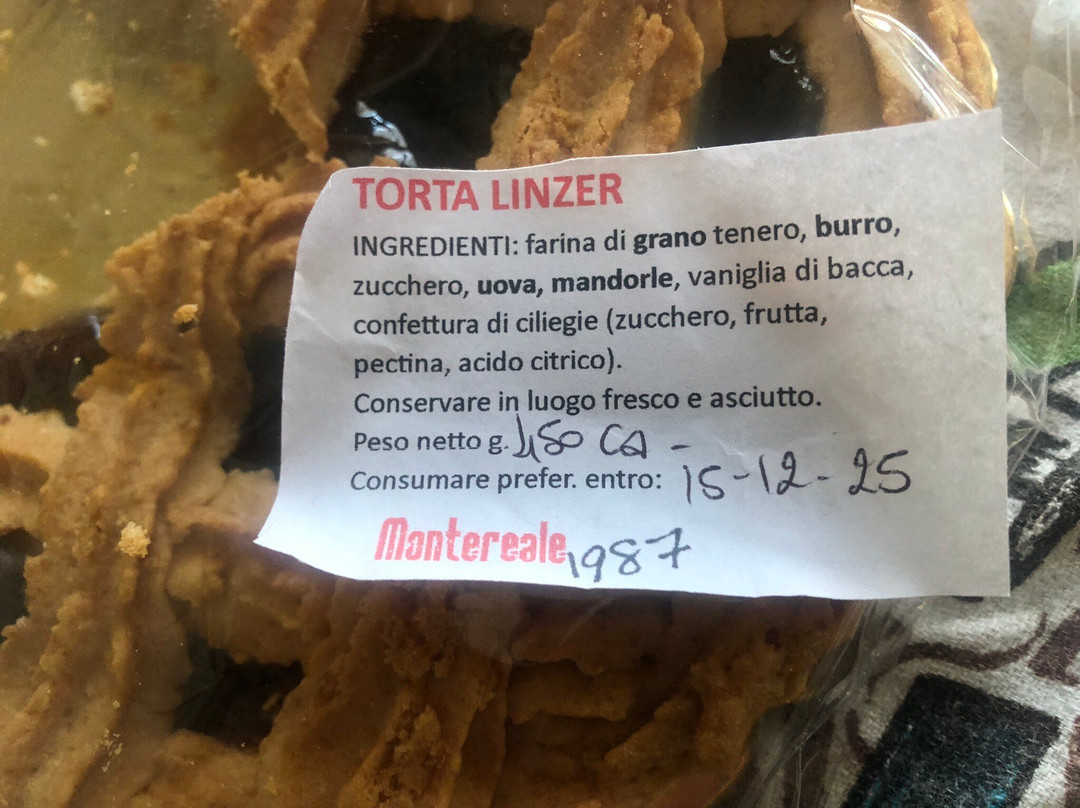 TORTA LINZER
INGREDIENTI: farina di grano tenero, burro,
zucchero, uova, mandorle, vaniglia di bacca,
confettura di ciliegie (zucchero, frutta,
pectina, acido citrico).
Conservare in luogo fresco e asciutto.
Peso netto g. 450 ca -
Consumare prefer. entro: 15-12-25
Montereale 1987